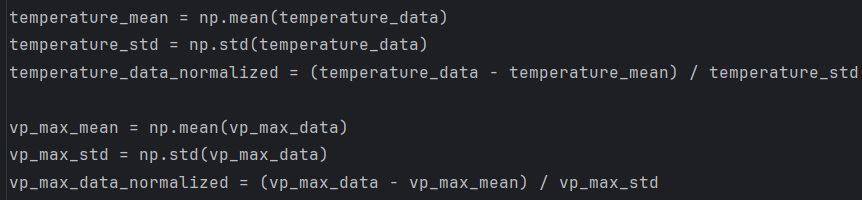 temperature_mean = np.mean(temperature_data)
temperature_std = np.std(temperature_data)
temperature_data_normalized = (temperature_data - temperature_mean) / temperature_std
vp_max_mean = np.mean(vp_max_data)
vp_max_std = np.std(vp_max_data)
vp_max_data_normalized = (vp_max_data - vp_max_mean) / vp_max_std